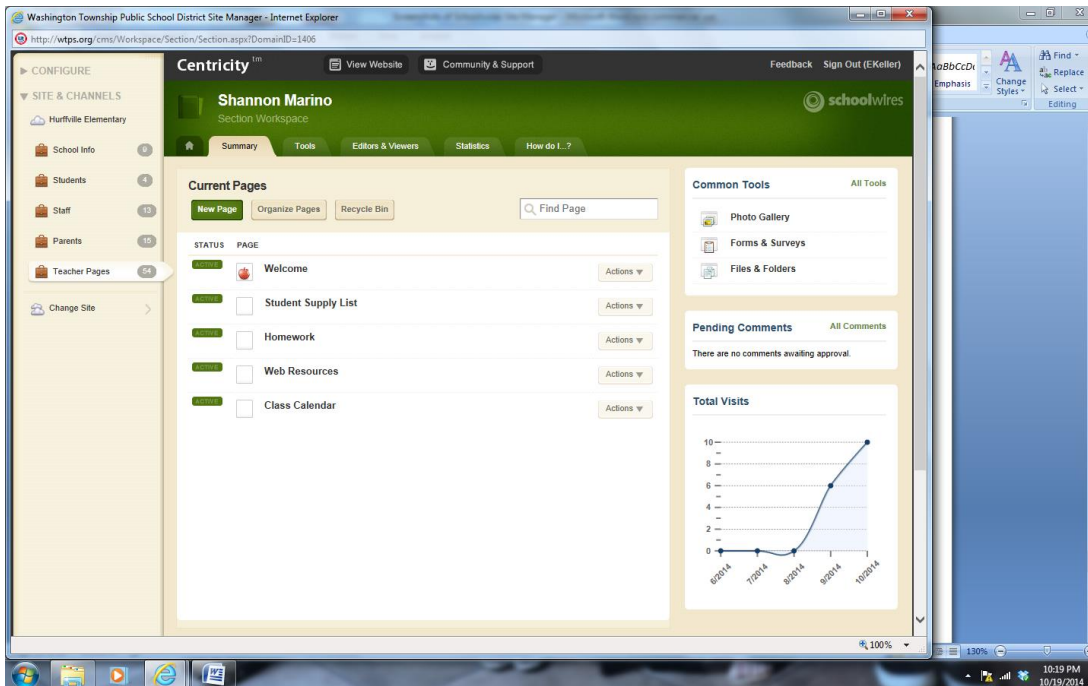 Washington Township Public School District Site Manager - Internet Explorer
http://wtps.org/cms/Workspace/Section/Section.aspx?DomainID=1406
CONFIGURE
SITE & CHANNELS
Hurffville Elementary
School Info 0
Students 4
Staff 13
Parents 15
Teacher Pages 54
Change Site
Centricity™
View Website
Community & Support
Feedback Sign Out (EKeller)
Shannon Marino
Section Workspace
schoolwires
Summary Tools Editors & Viewers Statistics How do I...?
Current Pages
New Page Organize Pages Recycle Bin Find Page
STATUS PAGE
ACTIVE Welcome Actions
ACTIVE Student Supply List Actions
ACTIVE Homework Actions
ACTIVE Web Resources Actions
ACTIVE Class Calendar Actions
Common Tools All Tools
Photo Gallery
Forms & Surveys
Files & Folders
Pending Comments All Comments
There are no comments awaiting approval.
Total Visits
10
8
6
4
2
0
6/2014 7/2014 8/2014 9/2014 10/2014
100%
AaBbCcDt
Emphasis
Change
Styles
Find
Replace
Select
Editing
130%
10:19 PM
10/19/2014